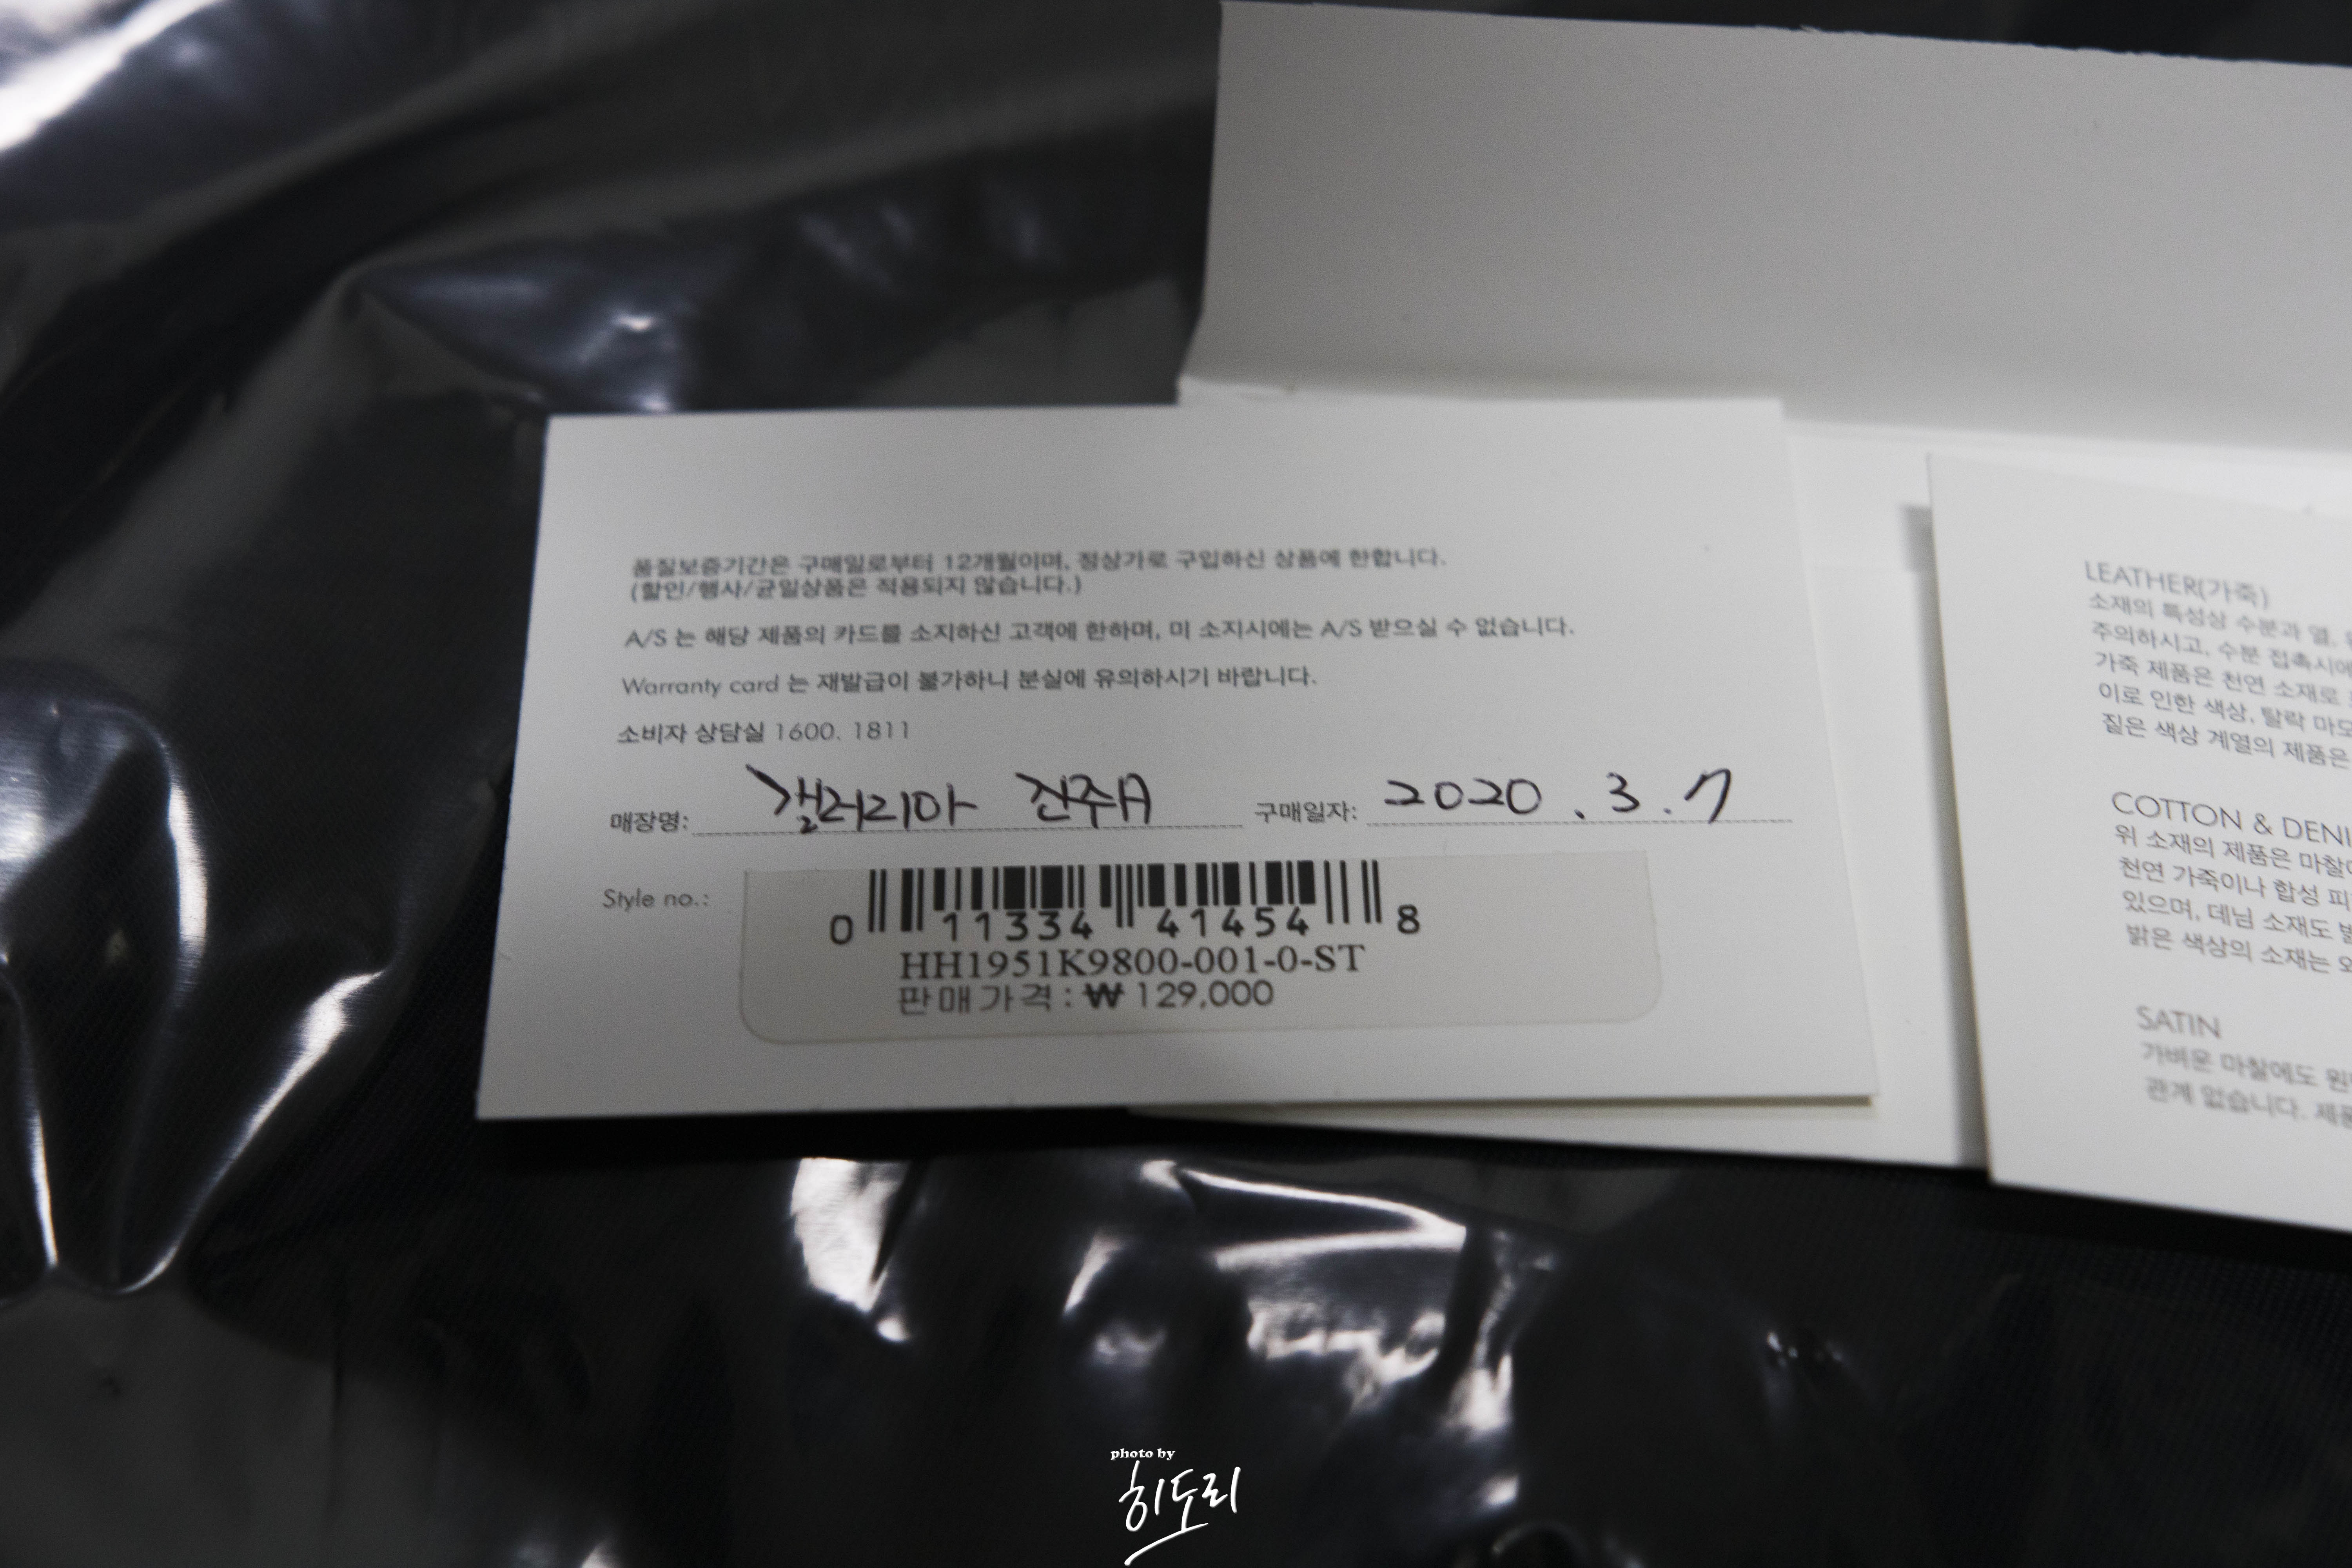 품질보증기간은 구매일로부터 12개월이며, 정상가로 구입하신 상품에 한합니다.
(할인/행사/균일상품은 적용되지 않습니다.)
A/S 는 해당 제품의 카드를 소지하신 고객에 한하며, 미 소지시에는 A/S 받으실 수 없습니다.
Warranty card 는 재발급이 불가하니 분실에 유의하시기 바랍니다.
소비자 상담실 1600. 1811
매장명: 갤러리아 진주A 구매일자: 2020 . 3 . 7
Style no.:
0 11334 41454 8
HH1951K9800-001-0-ST
판매가격 : ₩ 129,000
LEATHER(가죽)
소재의 특성상 수분과 열,
주의하시고, 수분 접촉시에
가죽 제품은 천연 소재로
이로 인한 색상, 탈락 마모
짙은 색상 계열의 제품은
COTTON & DENI
위 소재의 제품은 마찰에
천연 가죽이나 합성 피
있으며, 데님 소재도
밝은 색상의 소재는
SATIN
가벼운 마찰에도
관계 없습니다.
photo by
히도리